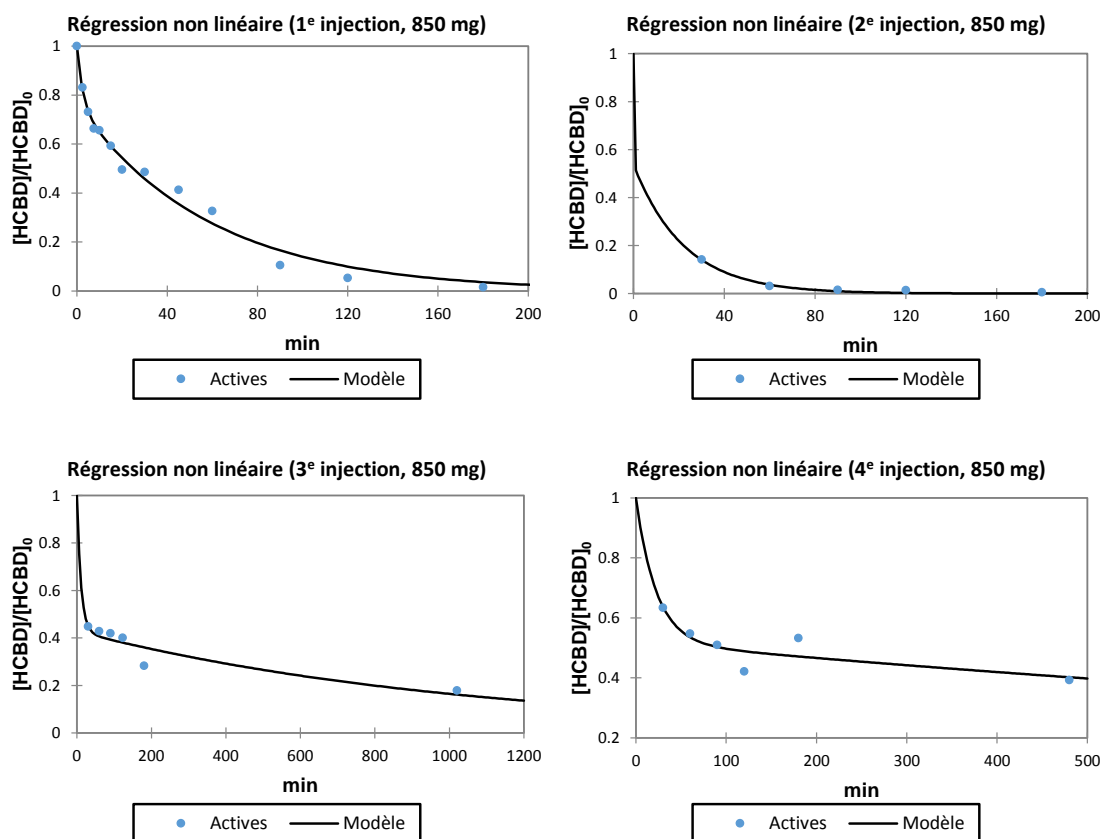 Régression non linéaire (1e injection, 850 mg)
[HCBD]/[HCBD]0
1
0.8
0.6
0.4
0.2
0
0 40 80 120 160 200
min
Actives Modèle
Régression non linéaire (2e injection, 850 mg)
[HCBD]/[HCBD]0
1
0.8
0.6
0.4
0.2
0
0 40 80 120 160 200
min
Actives Modèle
Régression non linéaire (3e injection, 850 mg)
[HCBD]/[HCBD]0
1
0.8
0.6
0.4
0.2
0
0 200 400 600 800 1000 1200
min
Actives Modèle
Régression non linéaire (4e injection, 850 mg)
[HCBD]/[HCBD]0
1
0.8
0.6
0.4
0.2
0 100 200 300 400 500
min
Actives Modèle